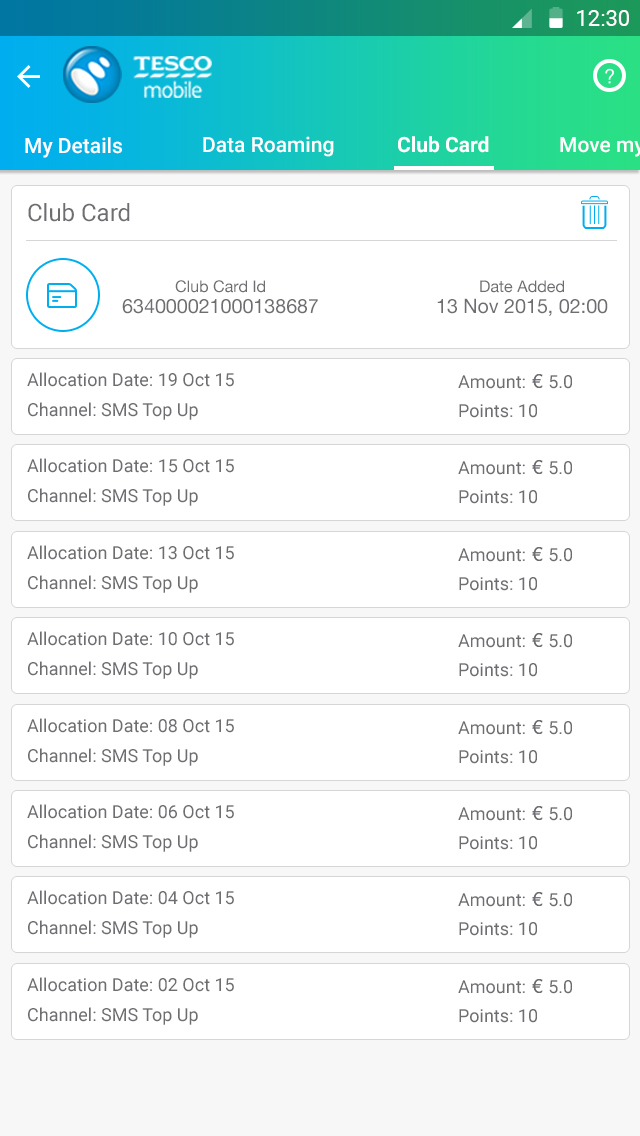 12:30
TESCO
mobile
?
My Details Data Roaming Club Card Move my
Club Card
Club Card Id Date Added
634000021000138687 13 Nov 2015, 02:00
Allocation Date: 19 Oct 15 Amount: € 5.0
Channel: SMS Top Up Points: 10
Allocation Date: 15 Oct 15 Amount: € 5.0
Channel: SMS Top Up Points: 10
Allocation Date: 13 Oct 15 Amount: € 5.0
Channel: SMS Top Up Points: 10
Allocation Date: 10 Oct 15 Amount: € 5.0
Channel: SMS Top Up Points: 10
Allocation Date: 08 Oct 15 Amount: € 5.0
Channel: SMS Top Up Points: 10
Allocation Date: 06 Oct 15 Amount: € 5.0
Channel: SMS Top Up Points: 10
Allocation Date: 04 Oct 15 Amount: € 5.0
Channel: SMS Top Up Points: 10
Allocation Date: 02 Oct 15 Amount: € 5.0
Channel: SMS Top Up Points: 10